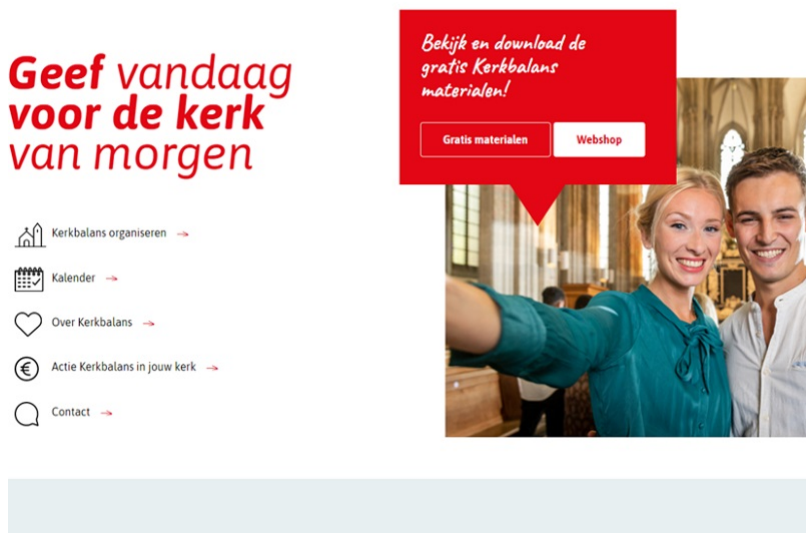 Geef vandaag
voor de kerk
van morgen
Bekijk en download de
gratis Kerkbalans
materialen!
Gratis materialen
Webshop
Kerkbalans organiseren
Kalender
Over Kerkbalans
Actie Kerkbalans in jouw kerk
Contact